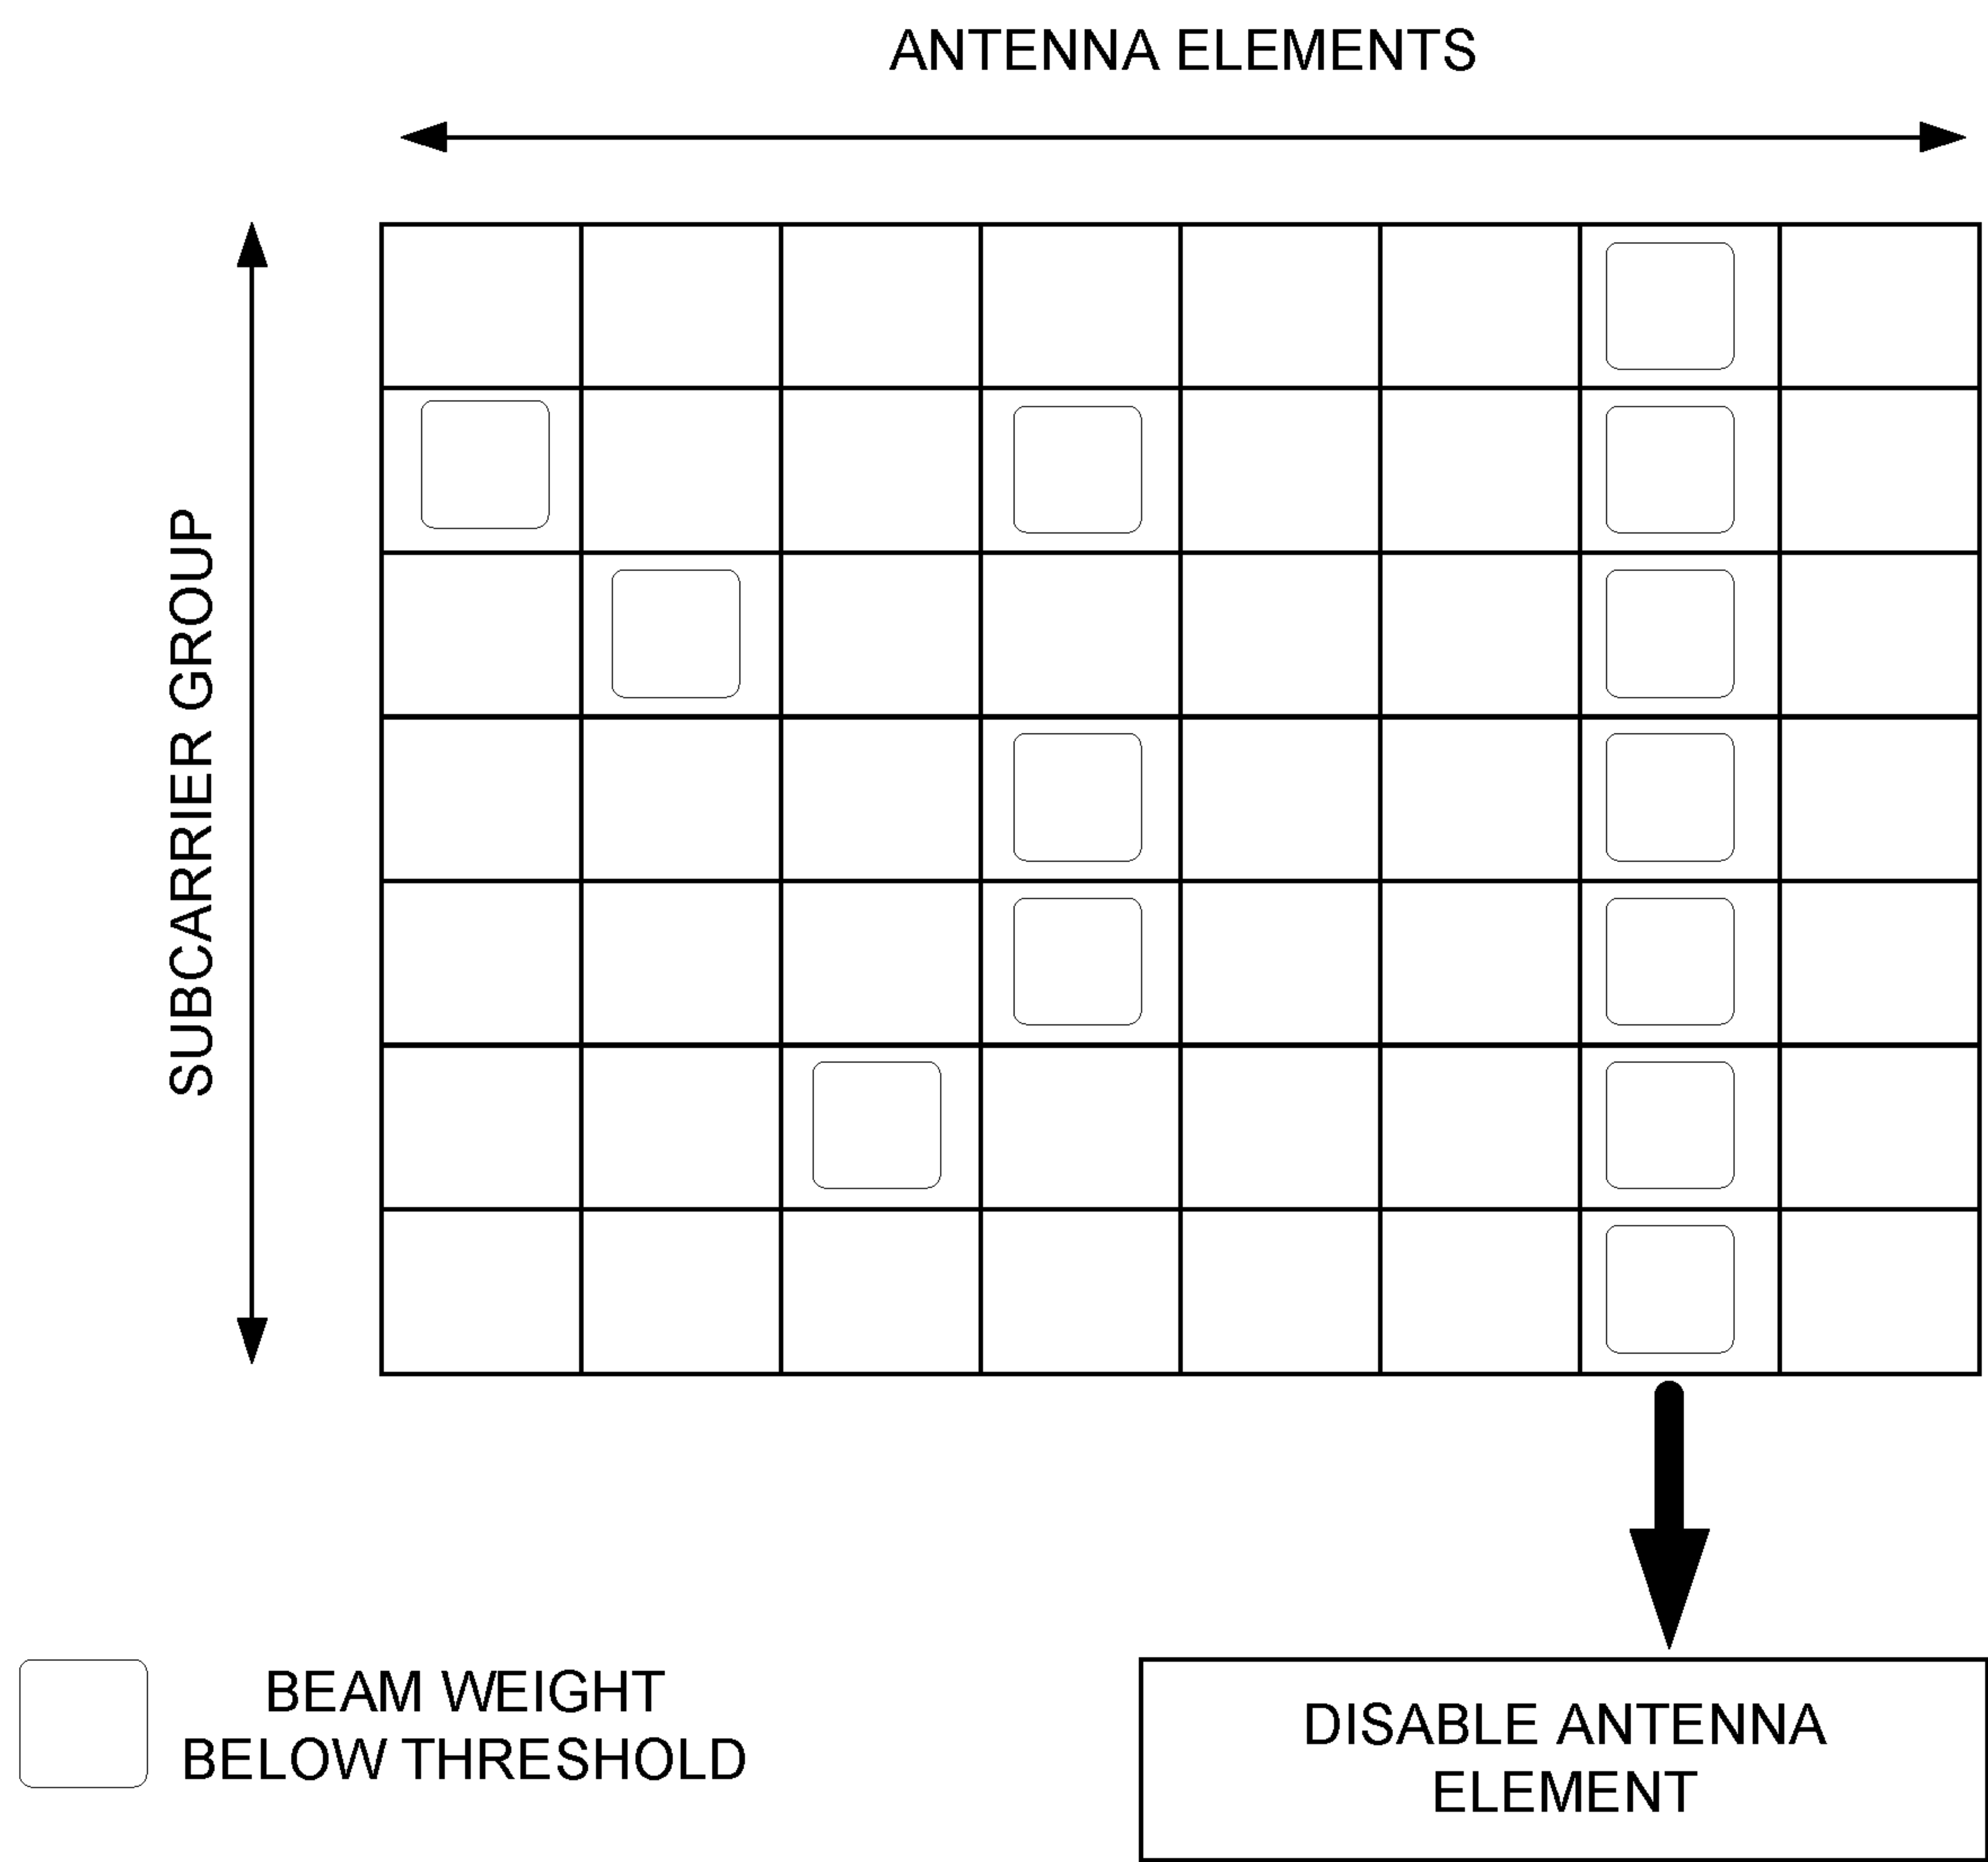 ANTENNA ELEMENTS
SUBCARRIER GROUP
BEAM WEIGHT
BELOW THRESHOLD
DISABLE ANTENNA
ELEMENT